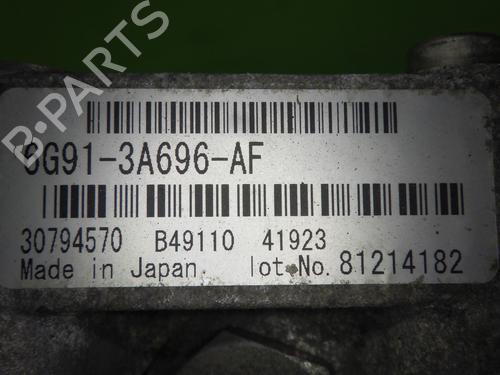 B-PARTS
6G91-3A696-AF
30794570 B49110 41923
Made in Japan. lot.No. 81214182